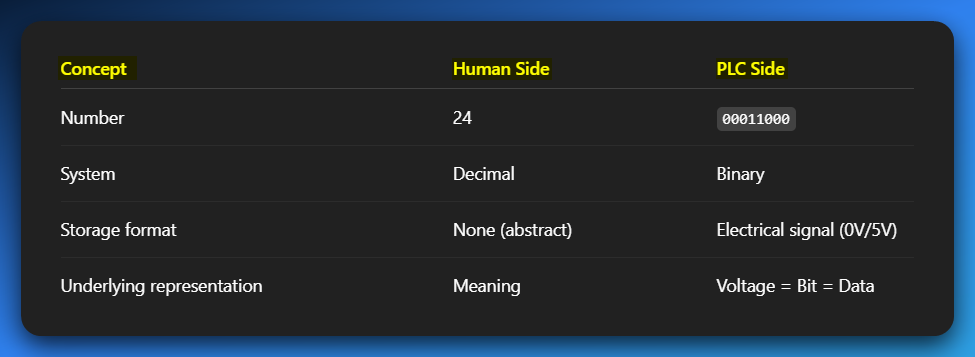 Concept Human Side PLC Side
Number 24 00011000
System Decimal Binary
Storage format None (abstract) Electrical signal (0V/5V)
Underlying representation Meaning Voltage = Bit = Data